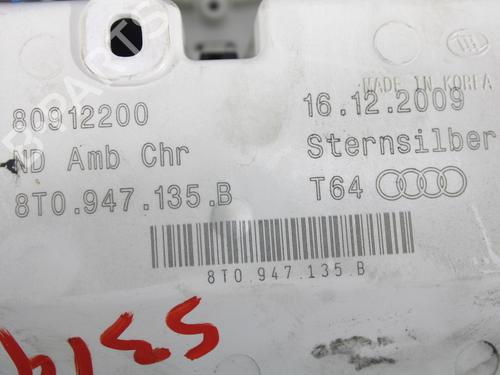 MADE IN KOREA
80912200 16.12.2009
ND Amb Chr Sternsilber
8T0.947.135.B T64
8T0.947.135.B